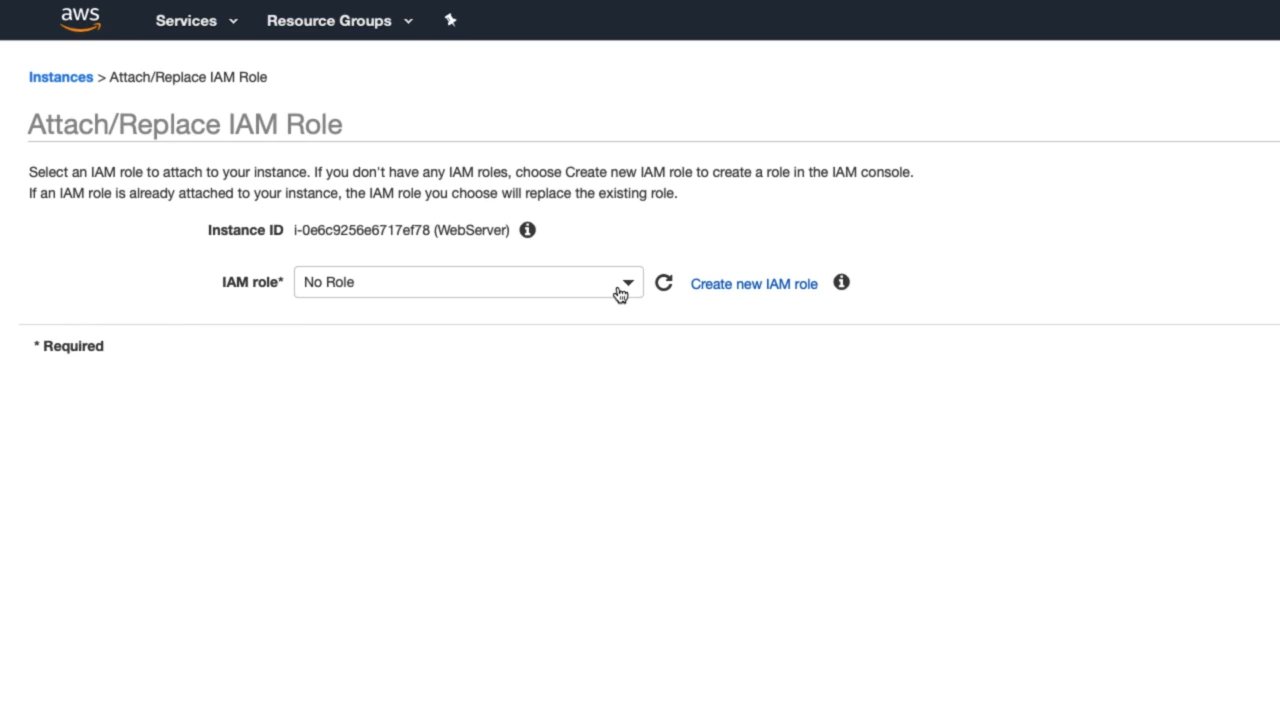 aws Services Resource Groups
Instances > Attach/Replace IAM Role
Attach/Replace IAM Role
Select an IAM role to attach to your instance. If you don't have any IAM roles, choose Create new IAM role to create a role in the IAM console.
If an IAM role is already attached to your instance, the IAM role you choose will replace the existing role.
Instance ID i-0e6c9256e6717ef78 (WebServer)
IAM role* No Role Create new IAM role
* Required